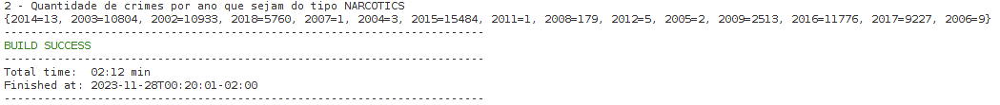 2 - Quantidade de crimes por ano que sejam do tipo NARCOTICS
{2014=13, 2003=10804, 2002=10933, 2018=5760, 2007=1, 2004=3, 2015=15484, 2011=1, 2008=179, 2012=5, 2005=2, 2009=2513, 2016=11776, 2017=9227, 2006=9}
------------------------------------------------------------------------
BUILD SUCCESS
------------------------------------------------------------------------
Total time:  02:12 min
Finished at: 2023-11-28T00:20:01-02:00
------------------------------------------------------------------------